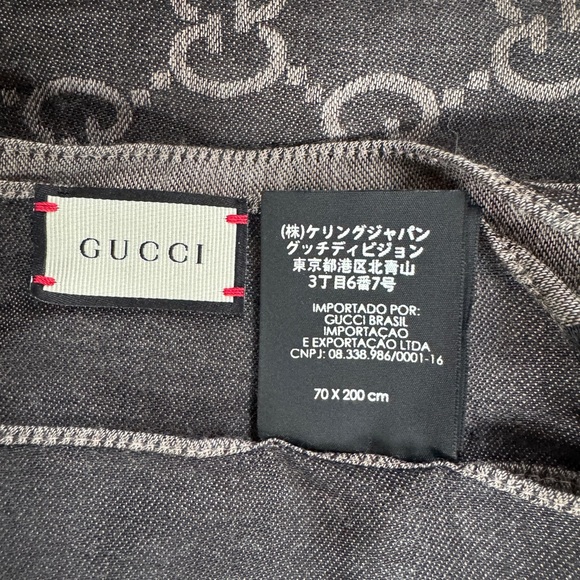 GUCCI
(株)ケリングジャパン
グッチディビジョン
東京都港区北青山
3丁目6番7号
IMPORTADO POR:
GUCCI BRASIL
IMPORTAÇÃO
E EXPORTAÇÃO LTDA
CNPJ: 08.338.986/0001-16
70 X 200 cm